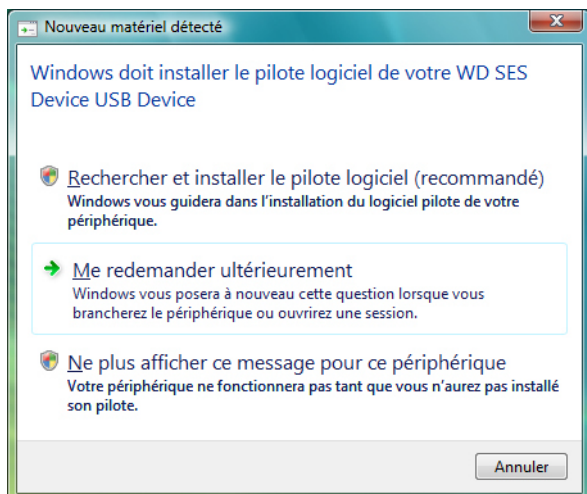 Nouveau matériel détecté
Windows doit installer le pilote logiciel de votre WD SES
Device USB Device
Rechercher et installer le pilote logiciel (recommandé)
Windows vous guidera dans l'installation du logiciel pilote de votre
périphérique.
Me redemander ultérieurement
Windows vous posera à nouveau cette question lorsque vous
brancherez le périphérique ou ouvrirez une session.
Ne plus afficher ce message pour ce périphérique
Votre périphérique ne fonctionnera pas tant que vous n'aurez pas installé
son pilote.
Annuler